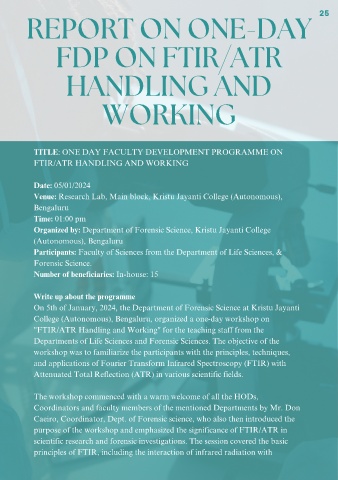 25
REPORT ON ONE-DAY
FDP ON FTIR/ATR
HANDLING AND
WORKING
TITLE: ONE DAY FACULTY DEVELOPMENT PROGRAMME ON
FTIR/ATR HANDLING AND WORKING
Date: 05/01/2024
Venue: Research Lab, Main block, Kristu Jayanti College (Autonomous),
Bengaluru
Time: 01:00 pm
Organized by: Department of Forensic Science, Kristu Jayanti College
(Autonomous), Bengaluru
Participants: Faculty of Sciences from the Department of Life Sciences, &
Forensic Science.
Number of beneficiaries: In-house: 15
Write up about the programme
On 5th of January, 2024, the Department of Forensic Science at Kristu Jayanti
College (Autonomous), Bengaluru, organized a one-day workshop on
"FTIR/ATR Handling and Working" for the teaching staff from the
Departments of Life Sciences and Forensic Sciences. The objective of the
workshop was to familiarize the participants with the principles, techniques,
and applications of Fourier Transform Infrared Spectroscopy (FTIR) with
Attenuated Total Reflection (ATR) in various scientific fields.
The workshop commenced with a warm welcome of all the HODs,
Coordinators and faculty members of the mentioned Departments by Mr. Don
Caeiro, Coordinator, Dept. of Forensic science, who also then introduced the
purpose of the workshop and emphasized the significance of FTIR/ATR in
scientific research and forensic investigations. The session covered the basic
principles of FTIR, including the interaction of infrared radiation with